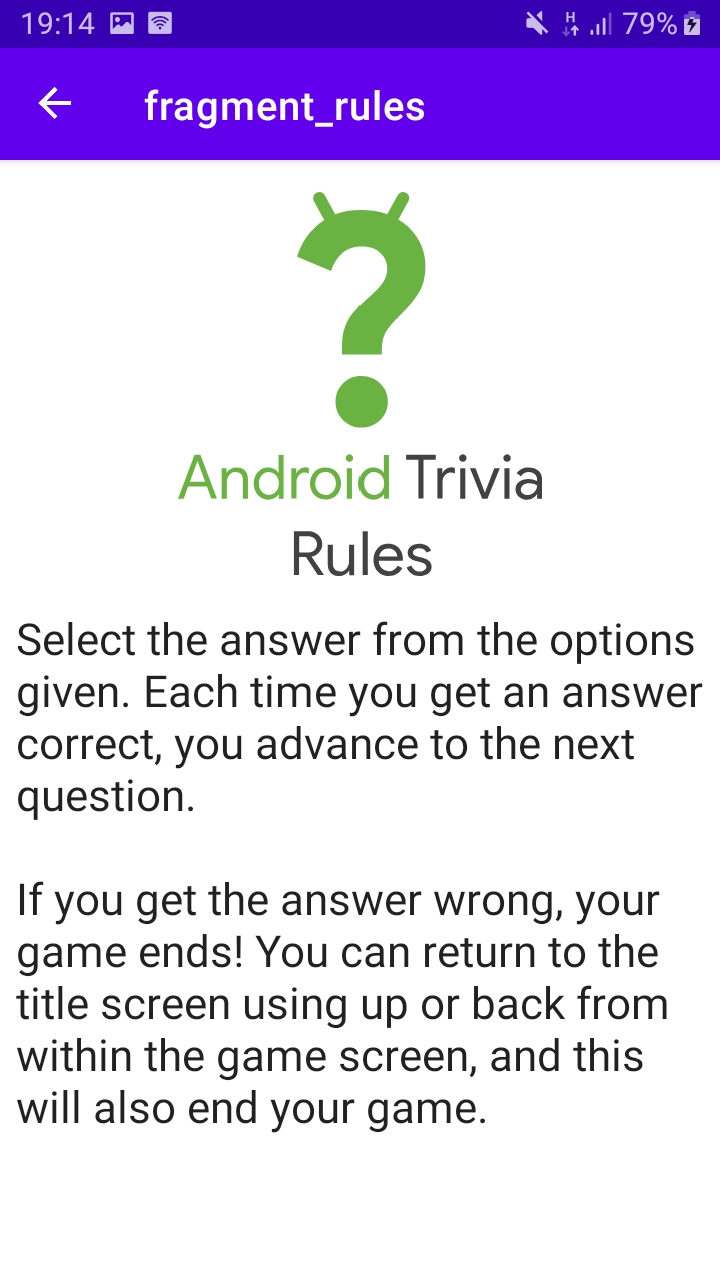 19:14 H 79%
fragment_rules
Android Trivia
Rules
Select the answer from the options
given. Each time you get an answer
correct, you advance to the next
question.
If you get the answer wrong, your
game ends! You can return to the
title screen using up or back from
within the game screen, and this
will also end your game.